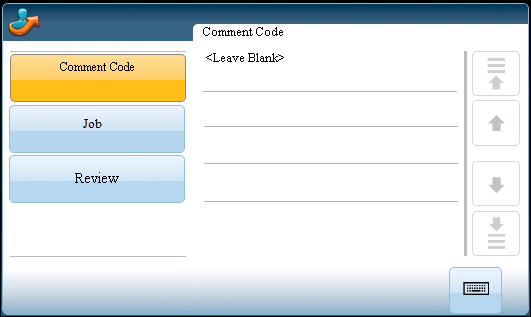 Comment Code
Comment Code
<Leave Blank>
Job
Review